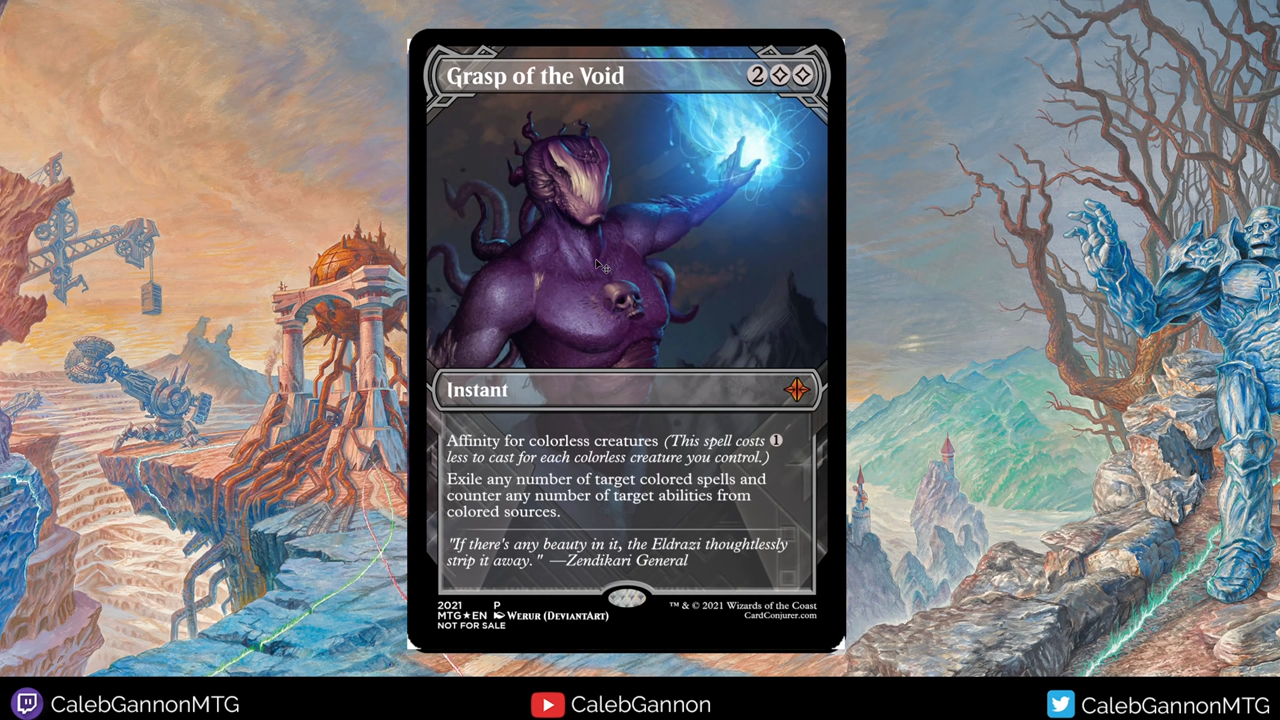 Grasp of the Void 2
Instant
Affinity for colorless creatures (This spell costs 1
less to cast for each colorless creature you control.)
Exile any number of target colored spells and
counter any number of target abilities from
colored sources.
"If there's any beauty in it, the Eldrazi thoughtlessly
strip it away." —Zendikari General
2021 P
MTG★EN Werur (DeviantArt)
NOT FOR SALE
™ & © 2021 Wizards of the Coast
CardConjurer.com
CalebGannonMTG
CalebGannon
CalebGannonMTG